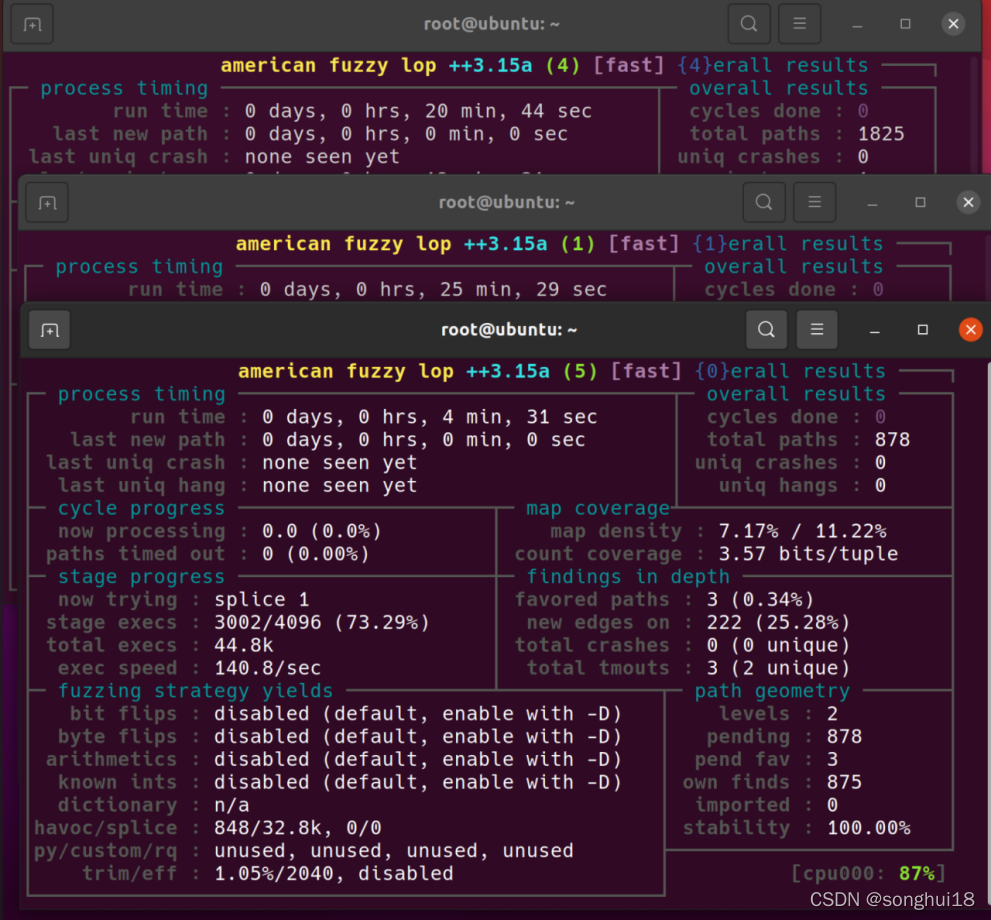 root@ubuntu: ~
american fuzzy lop ++3.15a (4) [fast] {4}erall results
process timing overall results
run time : 0 days, 0 hrs, 20 min, 44 sec cycles done : 0
last new path : 0 days, 0 hrs, 0 min, 0 sec total paths : 1825
last uniq crash : none seen yet uniq crashes : 0
root@ubuntu: ~
american fuzzy lop ++3.15a (1) [fast] {1}erall results
process timing overall results
run time : 0 days, 0 hrs, 25 min, 29 sec cycles done : 0
root@ubuntu: ~
american fuzzy lop ++3.15a (5) [fast] {0}erall results
process timing overall results
run time : 0 days, 0 hrs, 4 min, 31 sec cycles done : 0
last new path : 0 days, 0 hrs, 0 min, 0 sec total paths : 878
last uniq crash : none seen yet uniq crashes : 0
last uniq hang : none seen yet uniq hangs : 0
cycle progress map coverage
now processing : 0.0 (0.0%) map density : 7.17% / 11.22%
paths timed out : 0 (0.00%) count coverage : 3.57 bits/tuple
stage progress findings in depth
now trying : splice 1 favored paths : 3 (0.34%)
stage execs : 3002/4096 (73.29%) new edges on : 222 (25.28%)
total execs : 44.8k total crashes : 0 (0 unique)
exec speed : 140.8/sec total tmouts : 3 (2 unique)
fuzzing strategy yields path geometry
bit flips : disabled (default, enable with -D) levels : 2
byte flips : disabled (default, enable with -D) pending : 878
arithmetics : disabled (default, enable with -D) pend fav : 3
known ints : disabled (default, enable with -D) own finds : 875
dictionary : n/a imported : 0
havoc/splice : 848/32.8k, 0/0 stability : 100.00%
py/custom/rq : unused, unused, unused, unused
trim/eff : 1.05%/2040, disabled [cpu000: 87%]
CSDN @songhui18